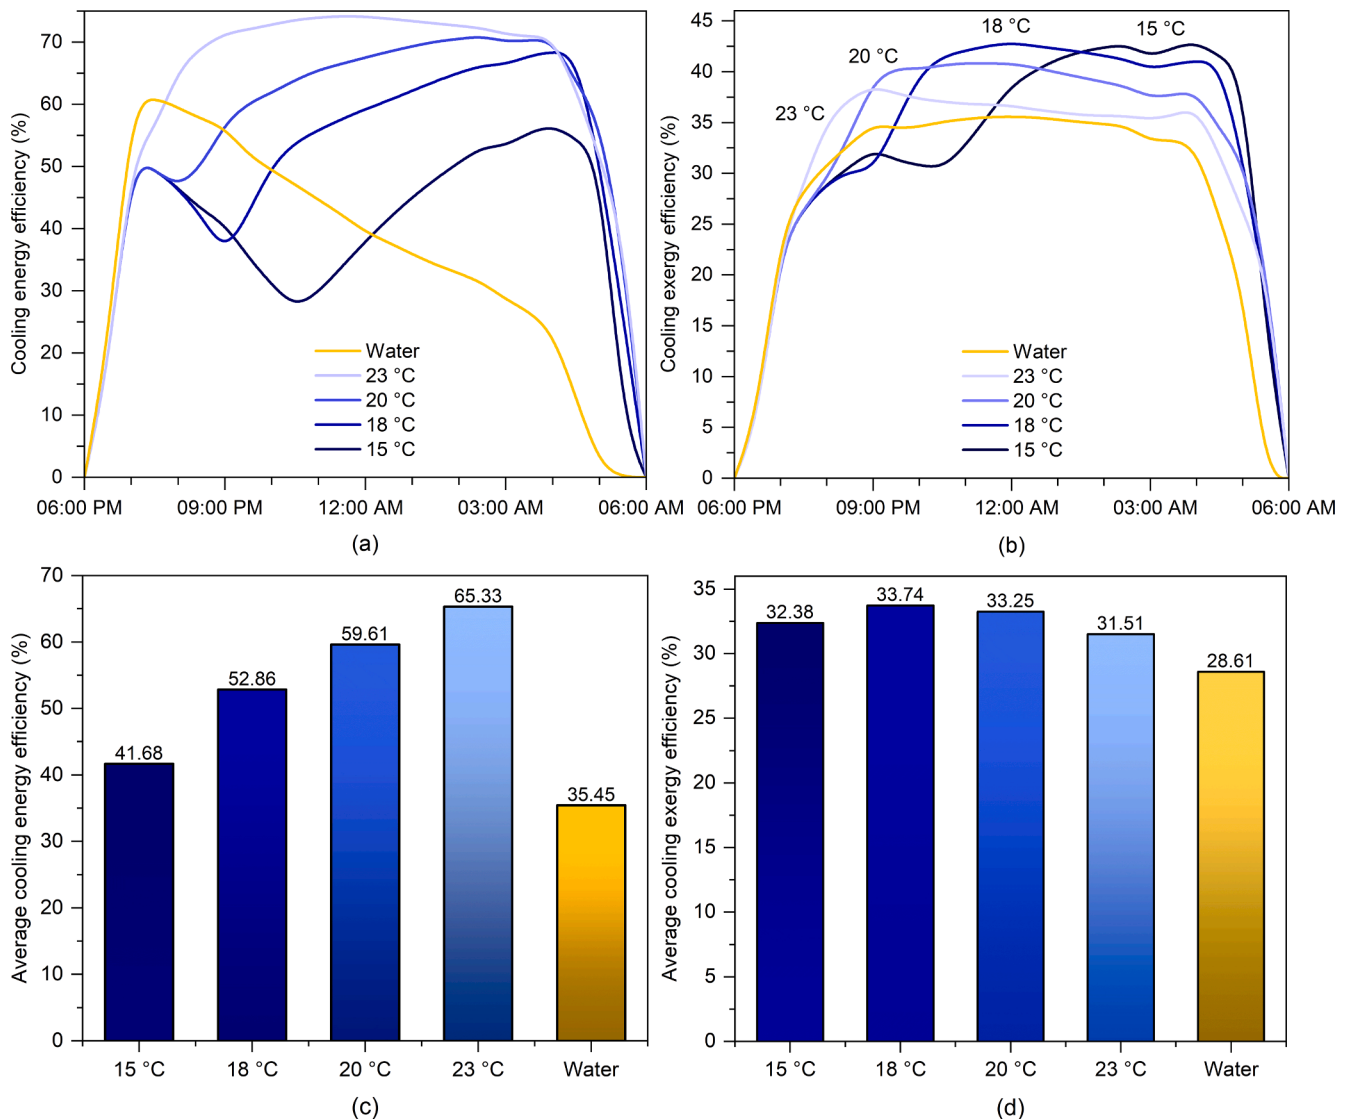 Cooling energy efficiency (%)
70
60
50
40
30
20
10
0
06:00 PM 09:00 PM 12:00 AM 03:00 AM 06:00 AM
Water
23 °C
20 °C
18 °C
15 °C
(a)
Cooling exergy efficiency (%)
45
40
35
30
25
20
15
10
5
0
18 °C
15 °C
20 °C
23 °C
Water
23 °C
20 °C
18 °C
15 °C
06:00 PM 09:00 PM 12:00 AM 03:00 AM 06:00 AM
(b)
Average cooling energy efficiency (%)
70
60
50
40
30
20
10
0
41.68
52.86
59.61
65.33
35.45
15 °C 18 °C 20 °C 23 °C Water
(c)
Average cooling exergy efficiency (%)
35
30
25
20
15
10
5
0
32.38
33.74
33.25
31.51
28.61
15 °C 18 °C 20 °C 23 °C Water
(d)